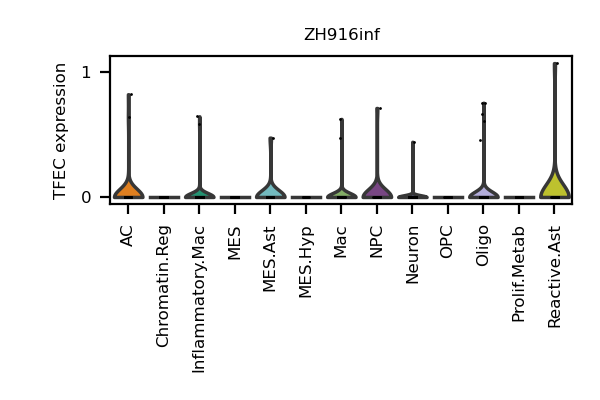 ZH916inf
TFEC expression
1
0
AC
Chromatin.Reg
Inflammatory.Mac
MES
MES.Ast
MES.Hyp
Mac
NPC
Neuron
OPC
Oligo
Prolif.Metab
Reactive.Ast